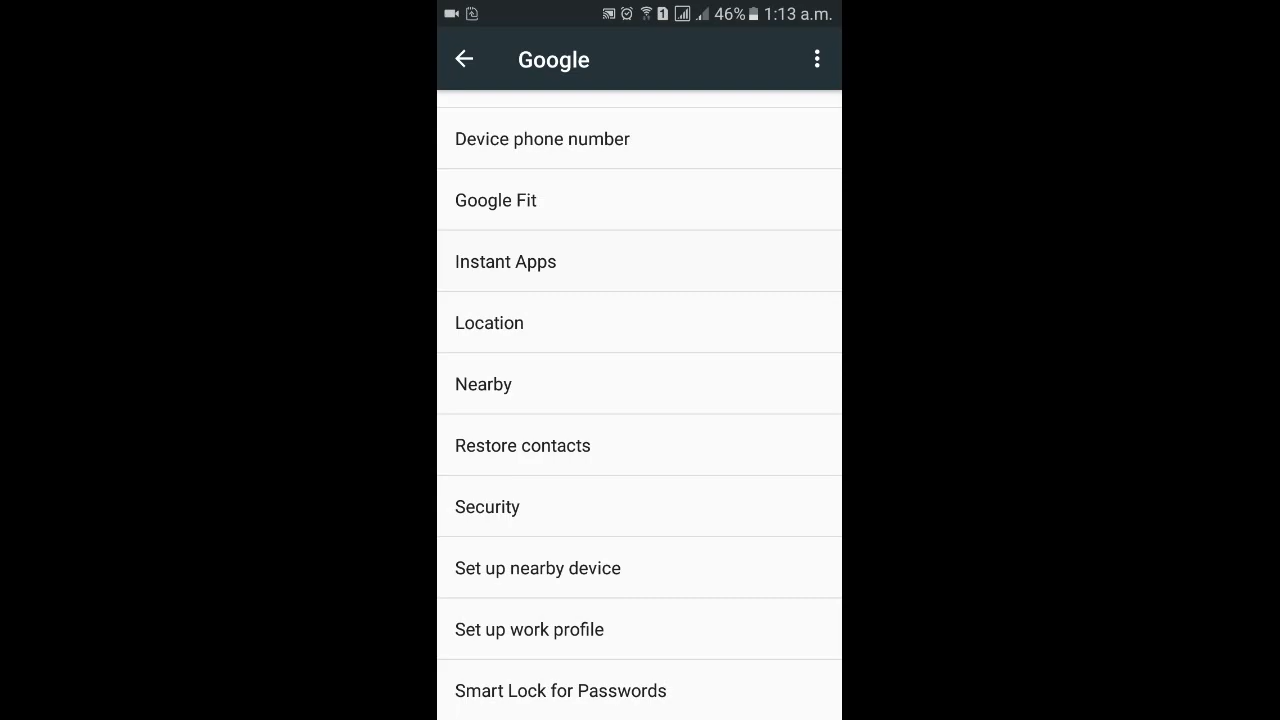 1 46% 1:13 a.m.
Google
Device phone number
Google Fit
Instant Apps
Location
Nearby
Restore contacts
Security
Set up nearby device
Set up work profile
Smart Lock for Passwords